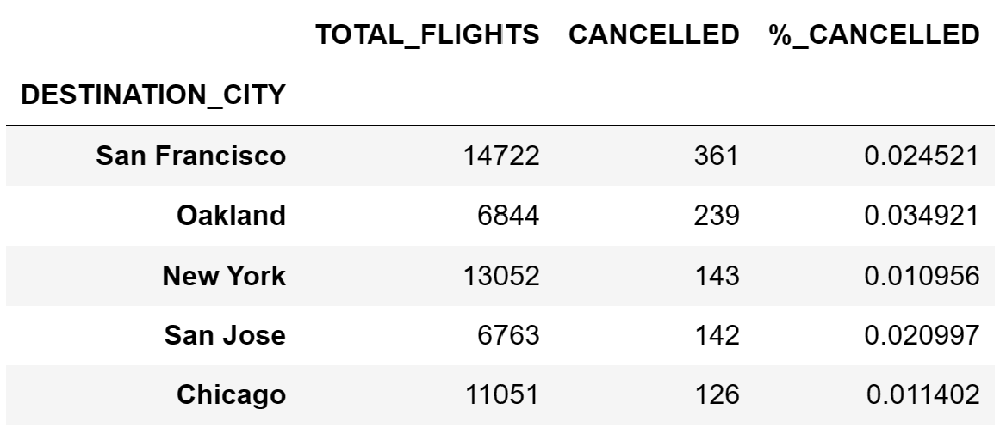 TOTAL_FLIGHTS CANCELLED %_CANCELLED
DESTINATION_CITY
San Francisco 14722 361 0.024521
Oakland 6844 239 0.034921
New York 13052 143 0.010956
San Jose 6763 142 0.020997
Chicago 11051 126 0.011402